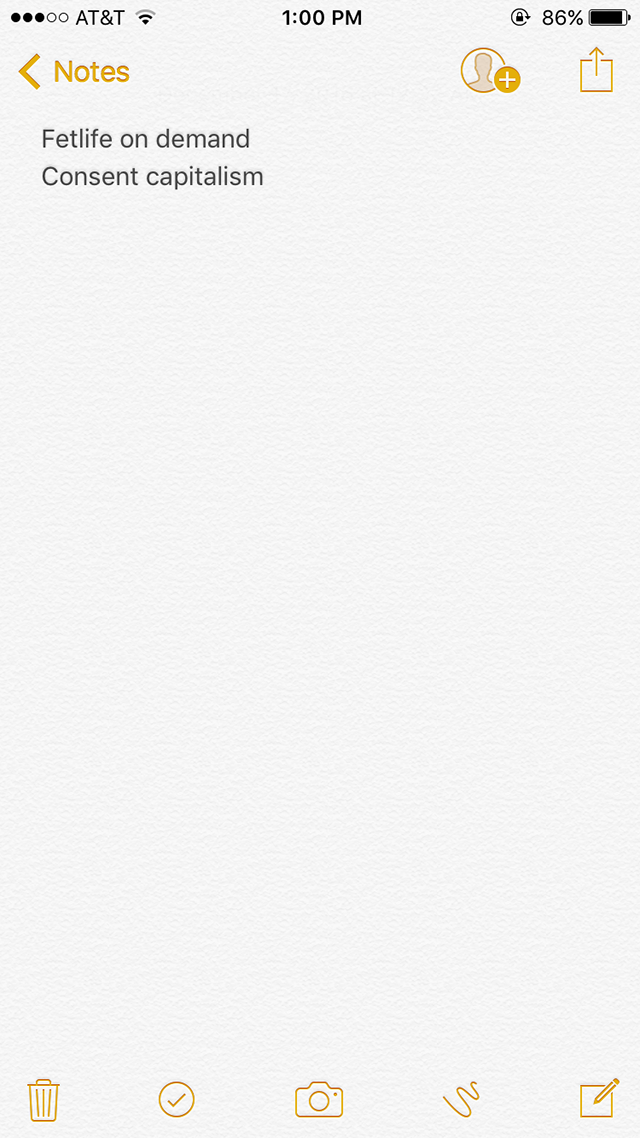 AT&T 1:00 PM 86%
Notes
Fetlife on demand
Consent capitalism